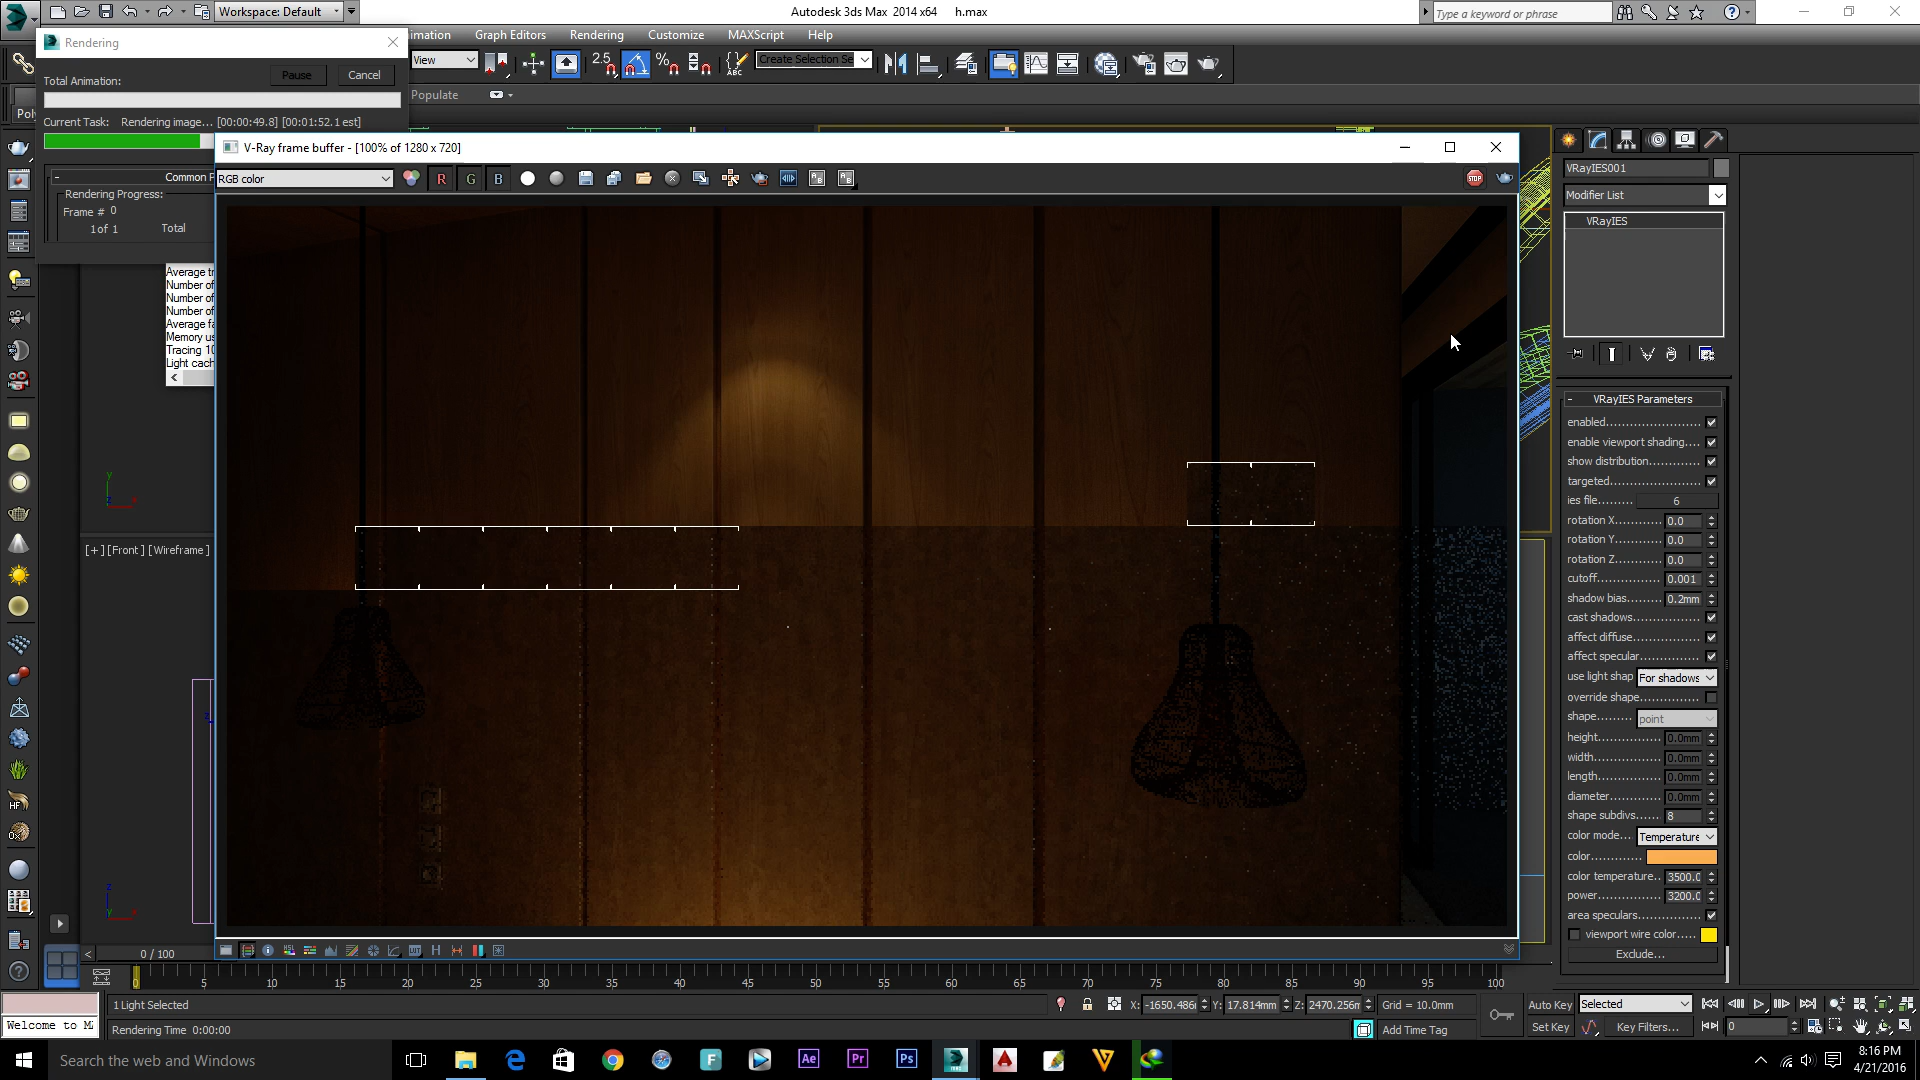 Workspace: Default
Autodesk 3ds Max 2014 x64 h.max
Type a keyword or phrase
Rendering
Graph Editors Rendering Customize MAXScript Help
Total Animation:
Pause
Cancel
View
2.5
Create Selection Se
Populate
Current Task: Rendering image... [00:00:49.8] [00:01:52.1 est]
V-Ray frame buffer - [100% of 1280 x 720]
RGB color
R G B
Rendering Progress:
Frame # 0
1 of 1
Total
Number of
Number of
Number of
[+] [Front] [Wireframe]
VRayIES001
Modifier List
VRayIES
- VRayIES Parameters
enabled
enable viewport shading
show distribution
targeted
ies file 6
rotation X 0.0
rotation Y 0.0
rotation Z 0.0
cutoff 0.001
shadow bias 0.2mm
cast shadows
affect diffuse
affect specular
use light shap For shadows
override shape
shape point
height 0.0mm
width 0.0mm
length 0.0mm
diameter 0.0mm
shape subdivs 8
color mode Temperature
color
color temperature 3500.0
power 3200.0
area speculars
viewport wire color
Exclude...
0 / 100
0 5 10 15 20 25 30 35 40 45 50 55 60 65 70 75 80 85 90 95 100
1 Light Selected
X: -1650.486 Y: 17.814mm Z: 2470.256m Grid = 10.0mm
Auto Key
Selected
Welcome to
Rendering Time 0:00:00
Add Time Tag
Set Key
Key Filters...
0
Search the web and Windows
Ae Pr Ps
8:16 PM
4/21/2016